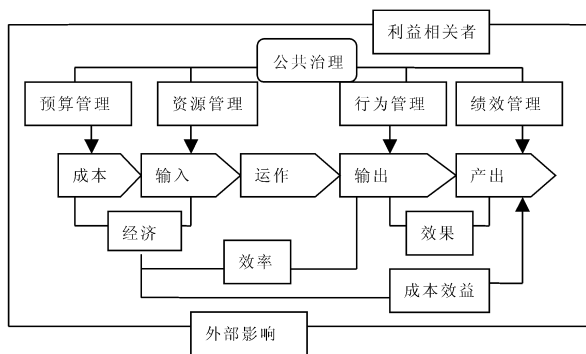 利益相关者
公共治理
预算管理
资源管理
行为管理
绩效管理
成本
输入
运作
输出
产出
经济
效果
效率
成本效益
外部影响